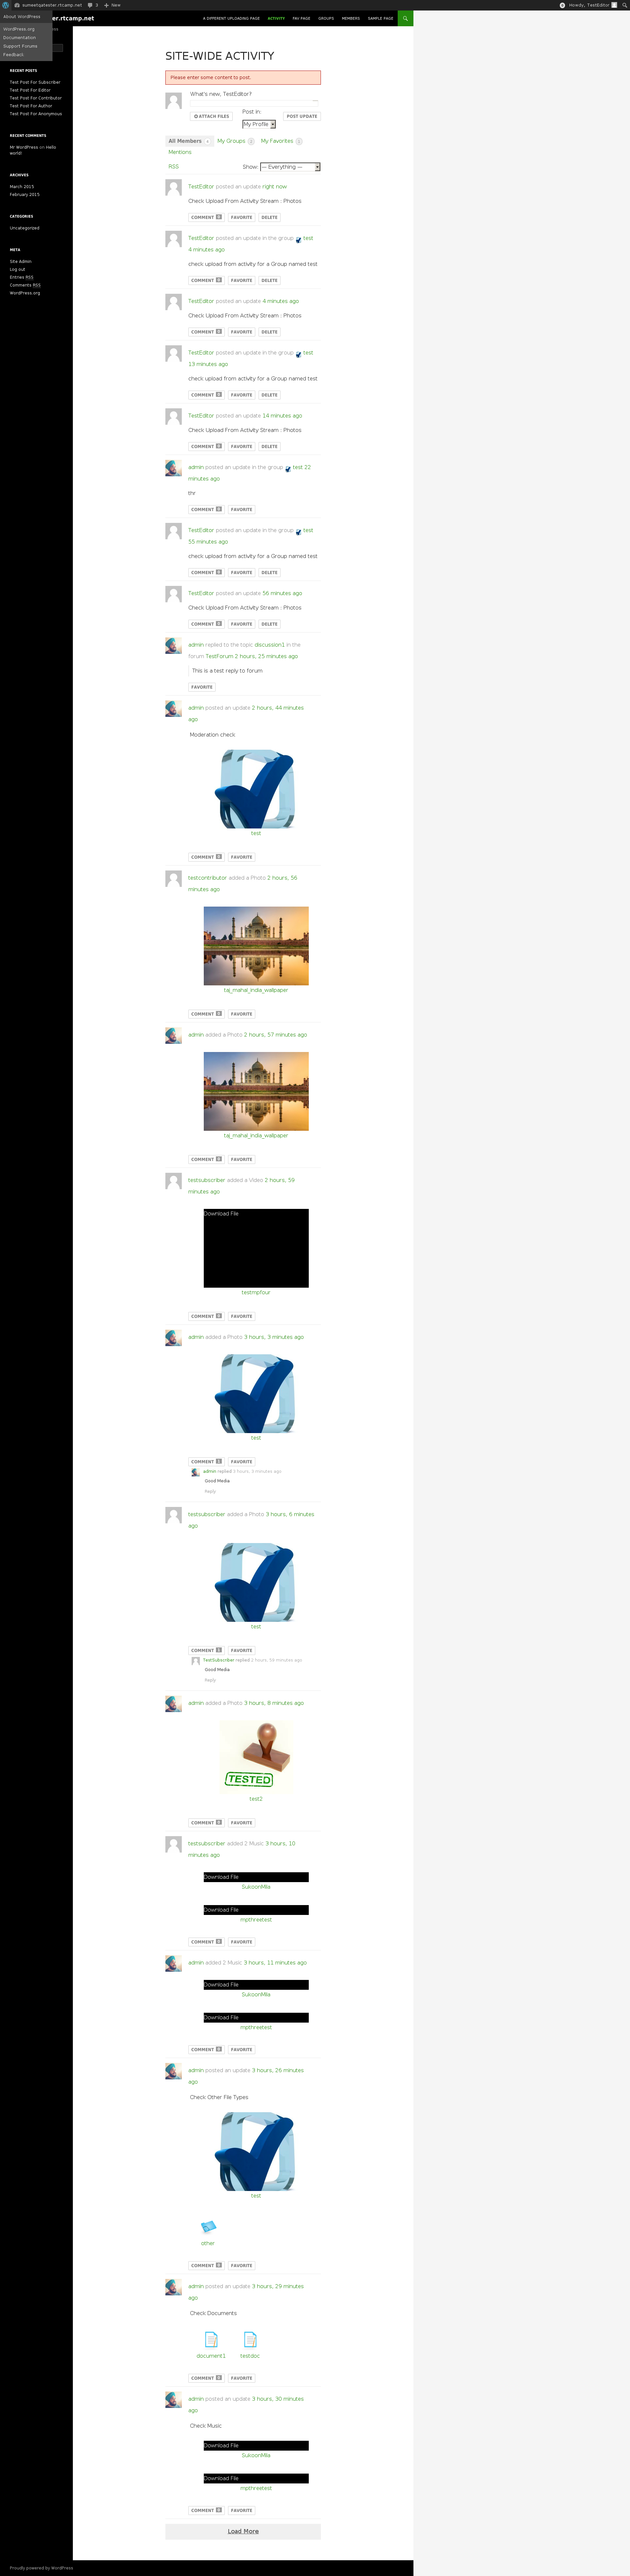 sumeetqatester.rtcamp.net 3 New
Howdy, TestEditor
About WordPress
WordPress.org
Documentation
Support Forums
Feedback
er.rtcamp.net
A DIFFERENT UPLOADING PAGE ACTIVITY FAV PAGE GROUPS MEMBERS SAMPLE PAGE
RECENT POSTS
Test Post For Subscriber
Test Post For Editor
Test Post For Contributor
Test Post For Author
Test Post For Anonymous
RECENT COMMENTS
Mr WordPress on Hello
world!
ARCHIVES
March 2015
February 2015
CATEGORIES
Uncategorized
META
Site Admin
Log out
Entries RSS
Comments RSS
WordPress.org
SITE-WIDE ACTIVITY
Please enter some content to post.
What's new, TestEditor?
ATTACH FILES
Post in:
My Profile
POST UPDATE
All Members My Groups My Favorites
Mentions
RSS
Show: — Everything —
TestEditor posted an update right now
Check Upload From Activity Stream : Photos
COMMENT 0 FAVORITE DELETE
TestEditor posted an update in the group test
4 minutes ago
check upload from activity for a Group named test
COMMENT 0 FAVORITE DELETE
TestEditor posted an update 4 minutes ago
Check Upload From Activity Stream : Photos
COMMENT 0 FAVORITE DELETE
TestEditor posted an update in the group test
13 minutes ago
check upload from activity for a Group named test
COMMENT 0 FAVORITE DELETE
TestEditor posted an update 14 minutes ago
Check Upload From Activity Stream : Photos
COMMENT 0 FAVORITE DELETE
admin posted an update in the group test 22
minutes ago
thr
COMMENT 0 FAVORITE
TestEditor posted an update in the group test
55 minutes ago
check upload from activity for a Group named test
COMMENT 0 FAVORITE DELETE
TestEditor posted an update 56 minutes ago
Check Upload From Activity Stream : Photos
COMMENT 0 FAVORITE DELETE
admin replied to the topic discussion1 in the
forum TestForum 2 hours, 25 minutes ago
This is a test reply to forum
FAVORITE
admin posted an update 2 hours, 44 minutes
ago
Moderation check
test
COMMENT 0 FAVORITE
testcontributor added a Photo 2 hours, 56
minutes ago
taj_mahal_india_wallpaper
COMMENT 0 FAVORITE
admin added a Photo 2 hours, 57 minutes ago
taj_mahal_india_wallpaper
COMMENT 0 FAVORITE
testsubscriber added a Video 2 hours, 59
minutes ago
Download File
testmpfour
COMMENT 0 FAVORITE
admin added a Photo 3 hours, 3 minutes ago
test
COMMENT 1 FAVORITE
admin replied 3 hours, 3 minutes ago
Good Media
Reply
testsubscriber added a Photo 3 hours, 6 minutes
ago
test
COMMENT 1 FAVORITE
TestSubscriber replied 2 hours, 59 minutes ago
Good Media
Reply
admin added a Photo 3 hours, 8 minutes ago
TESTED
test2
COMMENT 0 FAVORITE
testsubscriber added 2 Music 3 hours, 10
minutes ago
Download File
SukoonMila
Download File
mpthreetest
COMMENT 0 FAVORITE
admin added 2 Music 3 hours, 11 minutes ago
Download File
SukoonMila
Download File
mpthreetest
COMMENT 0 FAVORITE
admin posted an update 3 hours, 26 minutes
ago
Check Other File Types
test
other
COMMENT 0 FAVORITE
admin posted an update 3 hours, 29 minutes
ago
Check Documents
document1 testdoc
COMMENT 0 FAVORITE
admin posted an update 3 hours, 30 minutes
ago
Check Music
Download File
SukoonMila
Download File
mpthreetest
COMMENT 0 FAVORITE
Load More
Proudly powered by WordPress